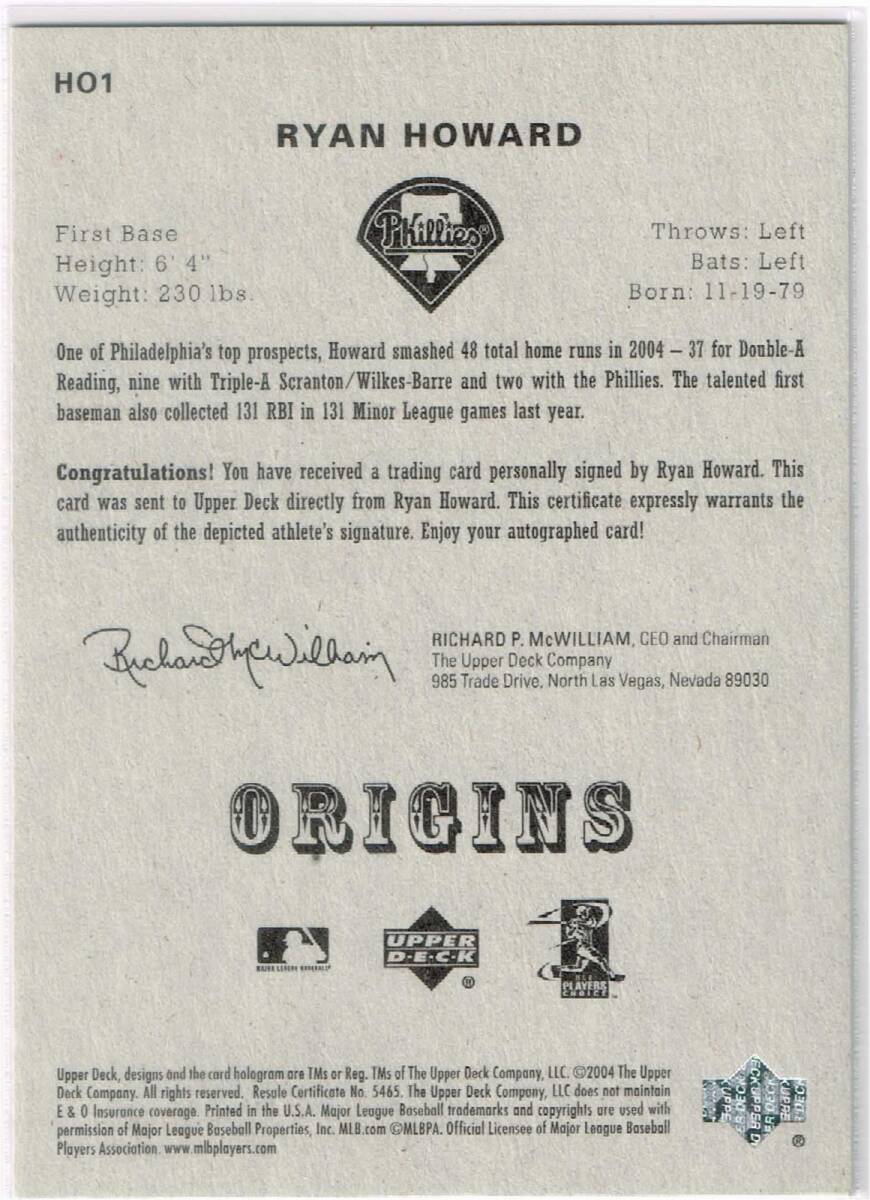 HO1
RYAN HOWARD
Phillies®
First Base
Height: 6' 4"
Weight: 230 lbs.
Throws: Left
Bats: Left
Born: 11-19-79
One of Philadelphia's top prospects, Howard smashed 48 total home runs in 2004 – 37 for Double-A
Reading, nine with Triple-A Scranton/Wilkes-Barre and two with the Phillies. The talented first
baseman also collected 131 RBI in 131 Minor League games last year.
Congratulations! You have received a trading card personally signed by Ryan Howard. This
card was sent to Upper Deck directly from Ryan Howard. This certificate expressly warrants the
authenticity of the depicted athlete's signature. Enjoy your autographed card!
Richard McWilliam
RICHARD P. McWILLIAM, CEO and Chairman
The Upper Deck Company
985 Trade Drive, North Las Vegas, Nevada 89030
ORIGINS
MAJOR LEAGUE BASEBALL®
UPPER
D·E·C·K
®
PLAYERS
CHOICE™
Upper Deck, designs and the card hologram are TMs or Reg. TMs of The Upper Deck Company, LLC. ©2004 The Upper
Deck Company. All rights reserved. Resale Certificate No. 5465. The Upper Deck Company, LLC does not maintain
E & O Insurance coverage. Printed in the U.S.A. Major League Baseball trademarks and copyrights are used with
permission of Major League Baseball Properties, Inc. MLB.com ©MLBPA. Official Licensee of Major League Baseball
Players Association. www.mlbplayers.com
®